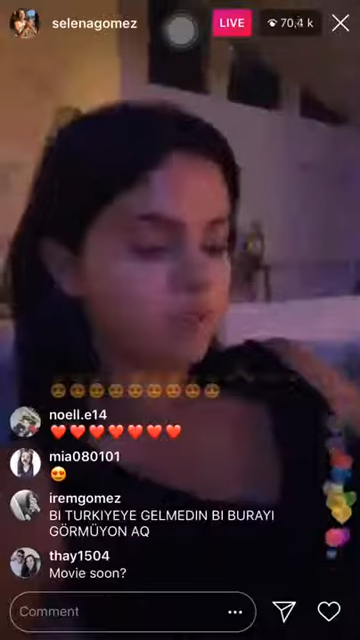 selenagomez
LIVE
70,4 k
noell.e14
mia080101
iremgomez
BI TURKIYEYE GELMEDIN BI BURAYI
GÖRMÜYON AQ
thay1504
Movie soon?
Comment